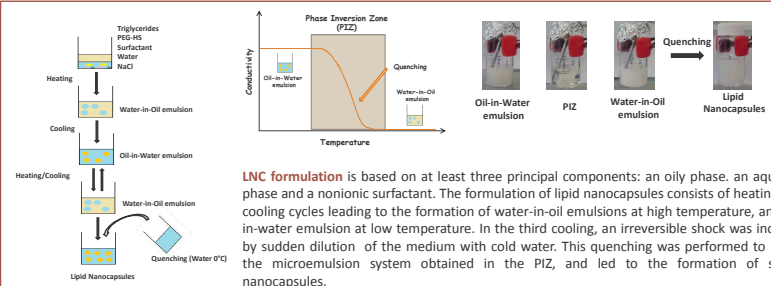 Triglycerides
PEG-HS
Surfactant
Water
NaCl
Heating
Water-in-Oil emulsion
Cooling
Oil-in-Water emulsion
Heating/Cooling
Water-in-Oil emulsion
Quenching (Water 0°C)
Lipid Nanocapsules
Phase Inversion Zone
(PIZ)
Conductivity
Oil-in-Water
emulsion
Quenching
Water-in-Oil
emulsion
Temperature
Quenching
Oil-in-Water
emulsion
PIZ
Water-in-Oil
emulsion
Lipid
Nanocapsules
LNC formulation is based on at least three principal components: an oily phase. an aqu
phase and a nonionic surfactant. The formulation of lipid nanocapsules consists of heatin
cooling cycles leading to the formation of water-in-oil emulsions at high temperature, an
in-water emulsion at low temperature. In the third cooling, an irreversible shock was ind
by sudden dilution of the medium with cold water. This quenching was performed to
the microemulsion system obtained in the PIZ, and led to the formation of s
nanocapsules.